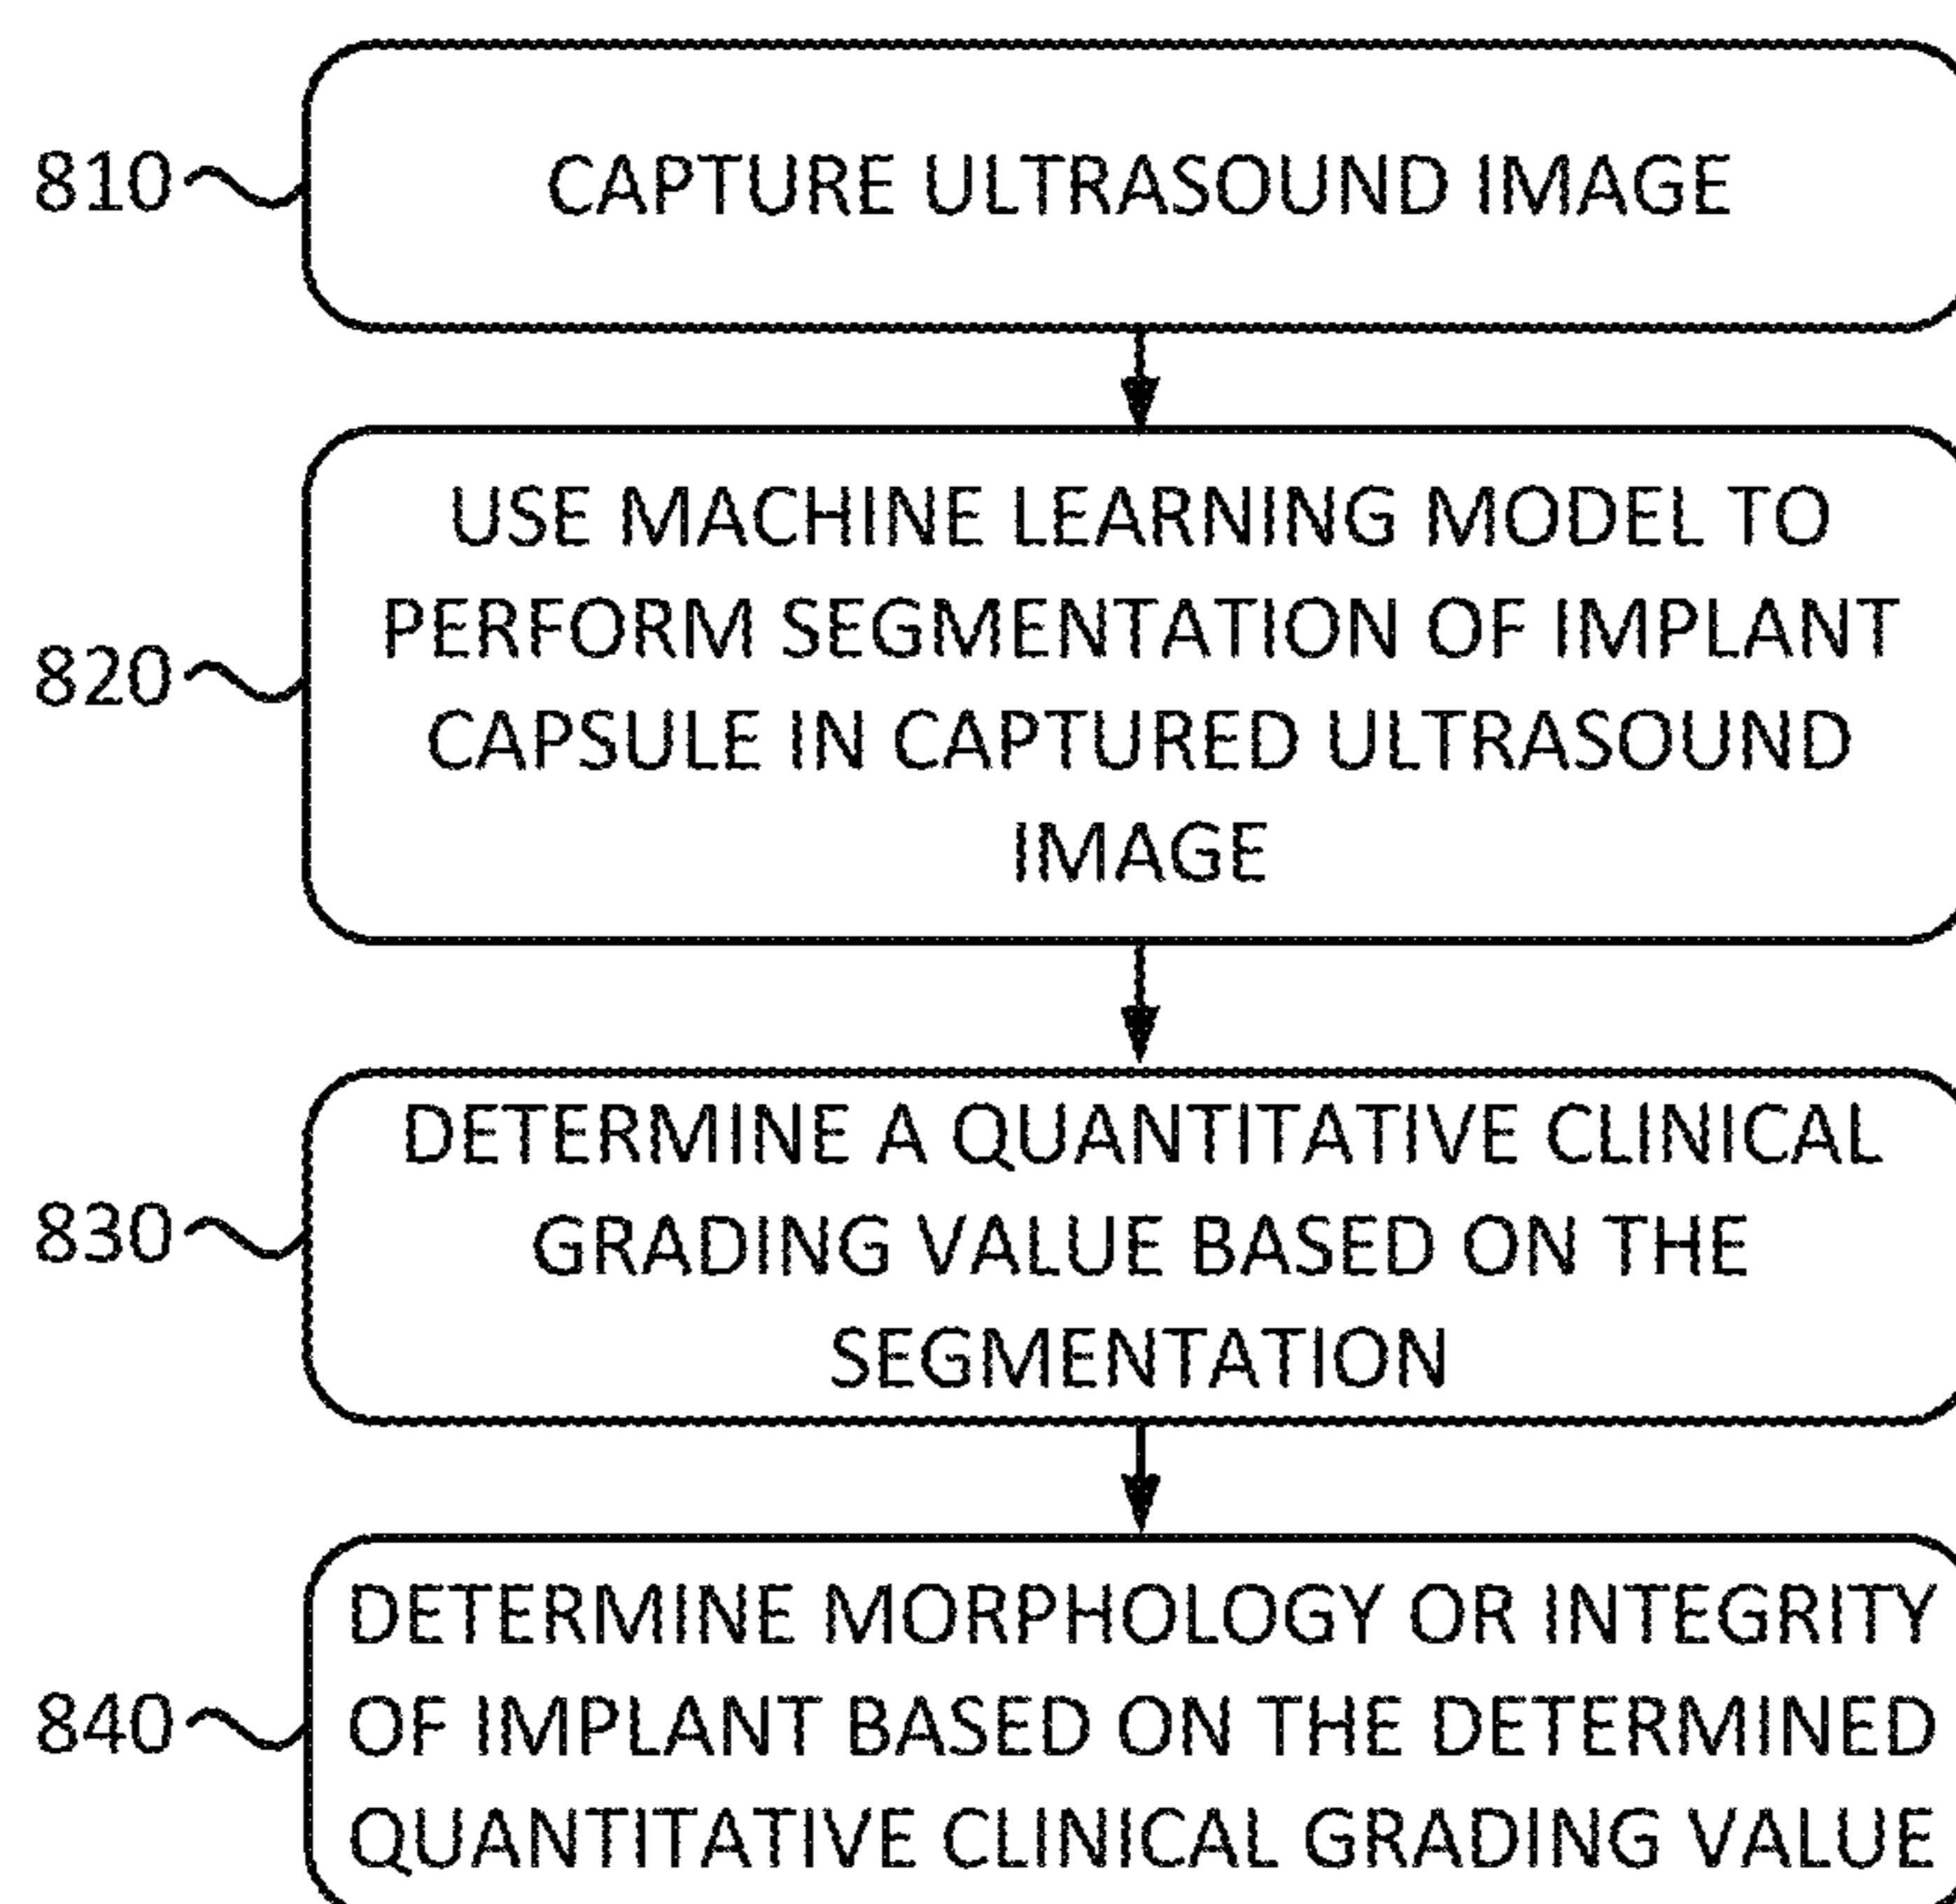 810
CAPTURE ULTRASOUND IMAGE
820
USE MACHINE LEARNING MODEL TO
PERFORM SEGMENTATION OF IMPLANT
CAPSULE IN CAPTURED ULTRASOUND
IMAGE
830
DETERMINE A QUANTITATIVE CLINICAL
GRADING VALUE BASED ON THE
SEGMENTATION
840
DETERMINE MORPHOLOGY OR INTEGRITY
OF IMPLANT BASED ON THE DETERMINED
QUANTITATIVE CLINICAL GRADING VALUE